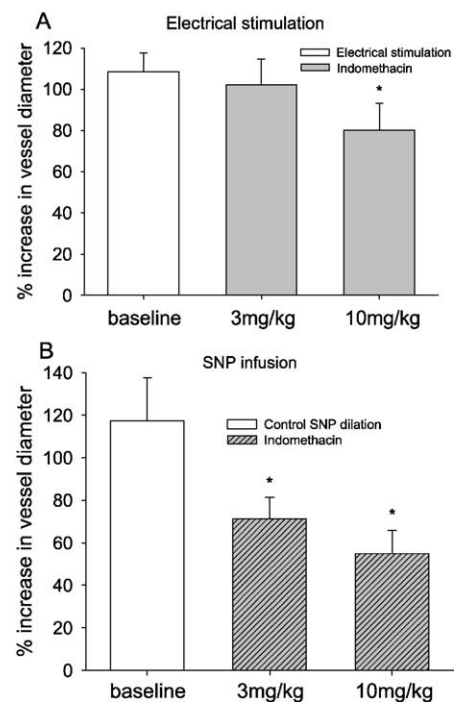 A
Electrical stimulation
% increase in vessel diameter
120
100
80
60
40
20
0
Electrical stimulation
Indomethacin
*
baseline 3mg/kg 10mg/kg
B
SNP infusion
% increase in vessel diameter
140
120
100
80
60
40
20
0
Control SNP dilation
Indomethacin
*
*
baseline 3mg/kg 10mg/kg